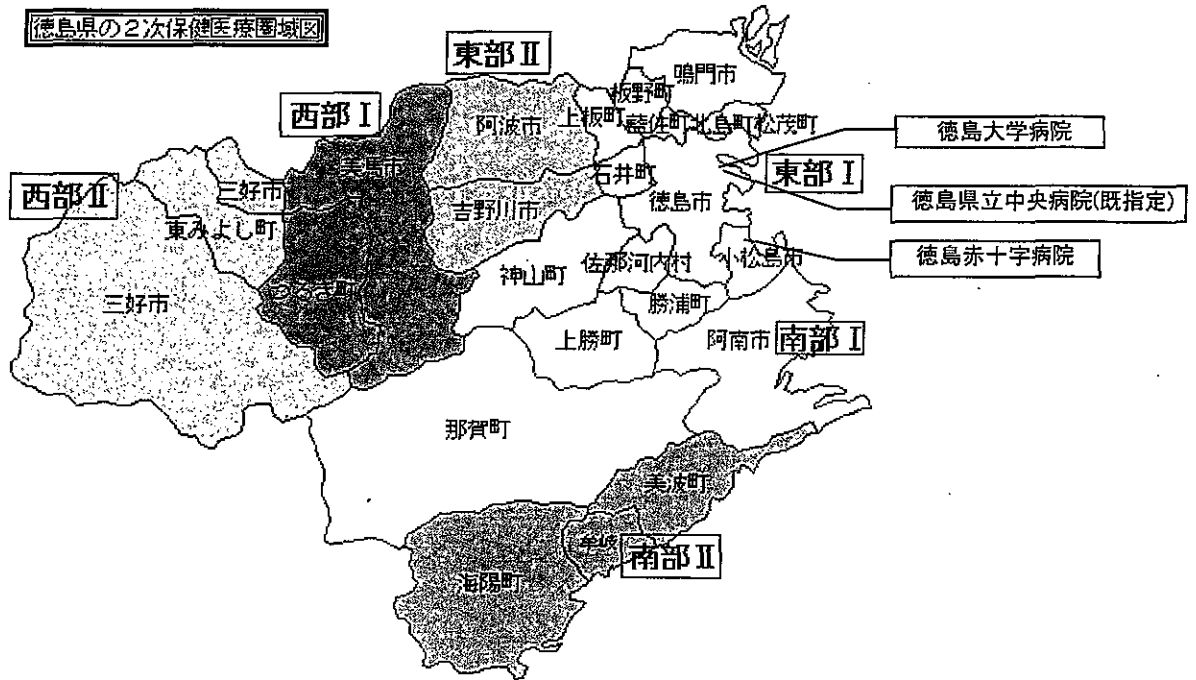 徳島県の2次保健医療圏域図
東部Ⅱ
鳴門市
板野町
西部Ⅰ
阿波市
上板町
藍住町
北島町
松茂町
徳島大学病院
美馬市
石井町
東部Ⅰ
西部Ⅱ
三好市
吉野川市
徳島市
徳島県立中央病院(既指定)
東みよし町
佐那河内村
小松島市
徳島赤十字病院
神山町
つるぎ町
三好市
勝浦町
上勝町
阿南市
南部Ⅰ
那賀町
美波町
牟岐
南部Ⅱ
海陽町